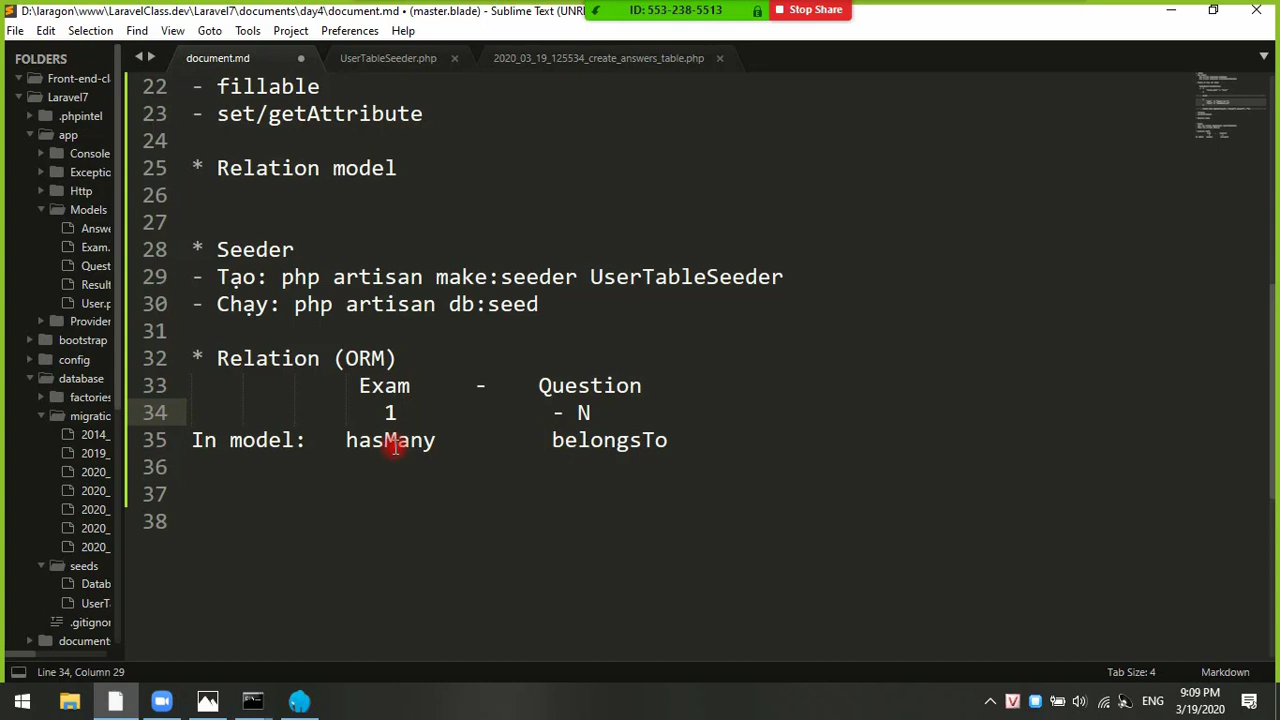 D:\laragon\www\LaravelClass.dev\Laravel7\documents\day4\document.md • (master.blade) - Sublime Text (UNRE
ID: 553-238-5513
Stop Share
File Edit Selection Find View Goto Tools Project Preferences Help
FOLDERS
document.md
UserTableSeeder.php
2020_03_19_125534_create_answers_table.php
Front-end-cl
Laravel7
.phpintel
app
Console
Exceptio
Http
Models
Answe
Exam.
Quest
Result
User.p
Provider
bootstrap
config
database
factories
migratio
2014_
2019_
2020_
2020_
2020_
2020_
2020_
seeds
Datab
UserTa
.gitignor
documents
22 - fillable
23 - set/getAttribute
24
25 * Relation model
26
27
28 * Seeder
29 - Tạo: php artisan make:seeder UserTableSeeder
30 - Chạy: php artisan db:seed
31
32 * Relation (ORM)
33 Exam - Question
34 1 - N
35 In model: hasMany belongsTo
36
37
38
Line 34, Column 29
Tab Size: 4
Markdown
ENG
9:09 PM
3/19/2020